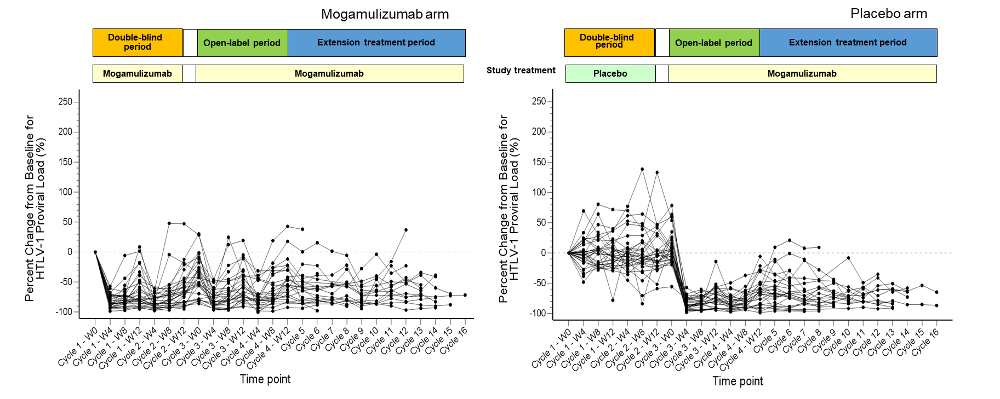 Mogamulizumab arm
Double-blind
period
Open-label period
Extension treatment period
Mogamulizumab
Mogamulizumab
Percent Change from Baseline for
HTLV-1 Proviral Load (%)
250
200
150
100
50
0
-50
-100
Cycle 1 - W0
Cycle 1 - W4
Cycle 1 - W8
Cycle 1 - W12
Cycle 2 - W4
Cycle 2 - W8
Cycle 2 - W12
Cycle 3 - W0
Cycle 3 - W4
Cycle 3 - W8
Cycle 3 - W12
Cycle 4 - W4
Cycle 4 - W8
Cycle 4 - W12
Cycle 5
Cycle 6
Cycle 7
Cycle 8
Cycle 9
Cycle 10
Cycle 11
Cycle 12
Cycle 13
Cycle 14
Cycle 15
Cycle 16
Time point
Placebo arm
Double-blind
period
Open-label period
Extension treatment period
Study treatment
Placebo
Mogamulizumab
Percent Change from Baseline for
HTLV-1 Proviral Load (%)
250
200
150
100
50
0
-50
-100
Cycle 1 - W0
Cycle 1 - W4
Cycle 1 - W8
Cycle 1 - W12
Cycle 2 - W4
Cycle 2 - W8
Cycle 2 - W12
Cycle 3 - W0
Cycle 3 - W4
Cycle 3 - W8
Cycle 3 - W12
Cycle 4 - W4
Cycle 4 - W8
Cycle 4 - W12
Cycle 5
Cycle 6
Cycle 7
Cycle 8
Cycle 9
Cycle 10
Cycle 11
Cycle 12
Cycle 13
Cycle 14
Cycle 15
Cycle 16
Time point